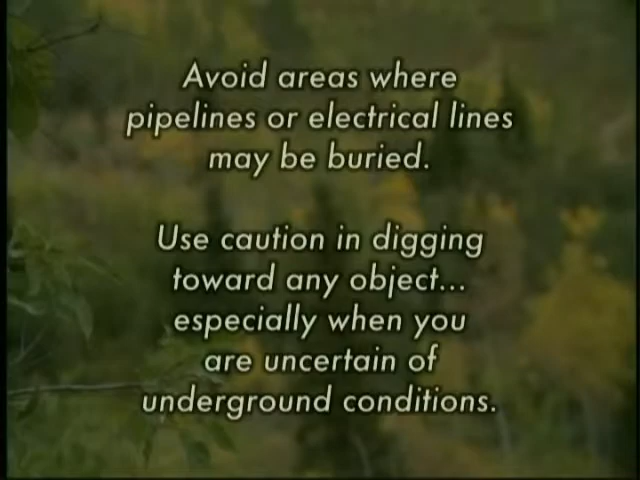 Avoid areas where
pipelines or electrical lines
may be buried.
Use caution in digging
toward any object...
especially when you
are uncertain of
underground conditions.